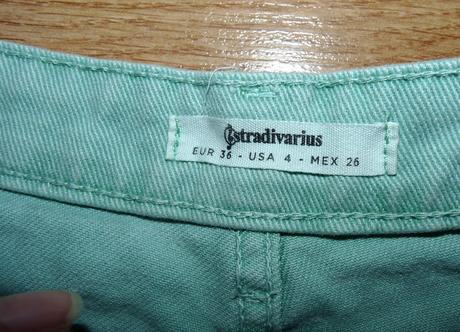 stradivarius
EUR 36 - USA 4 - MEX 26